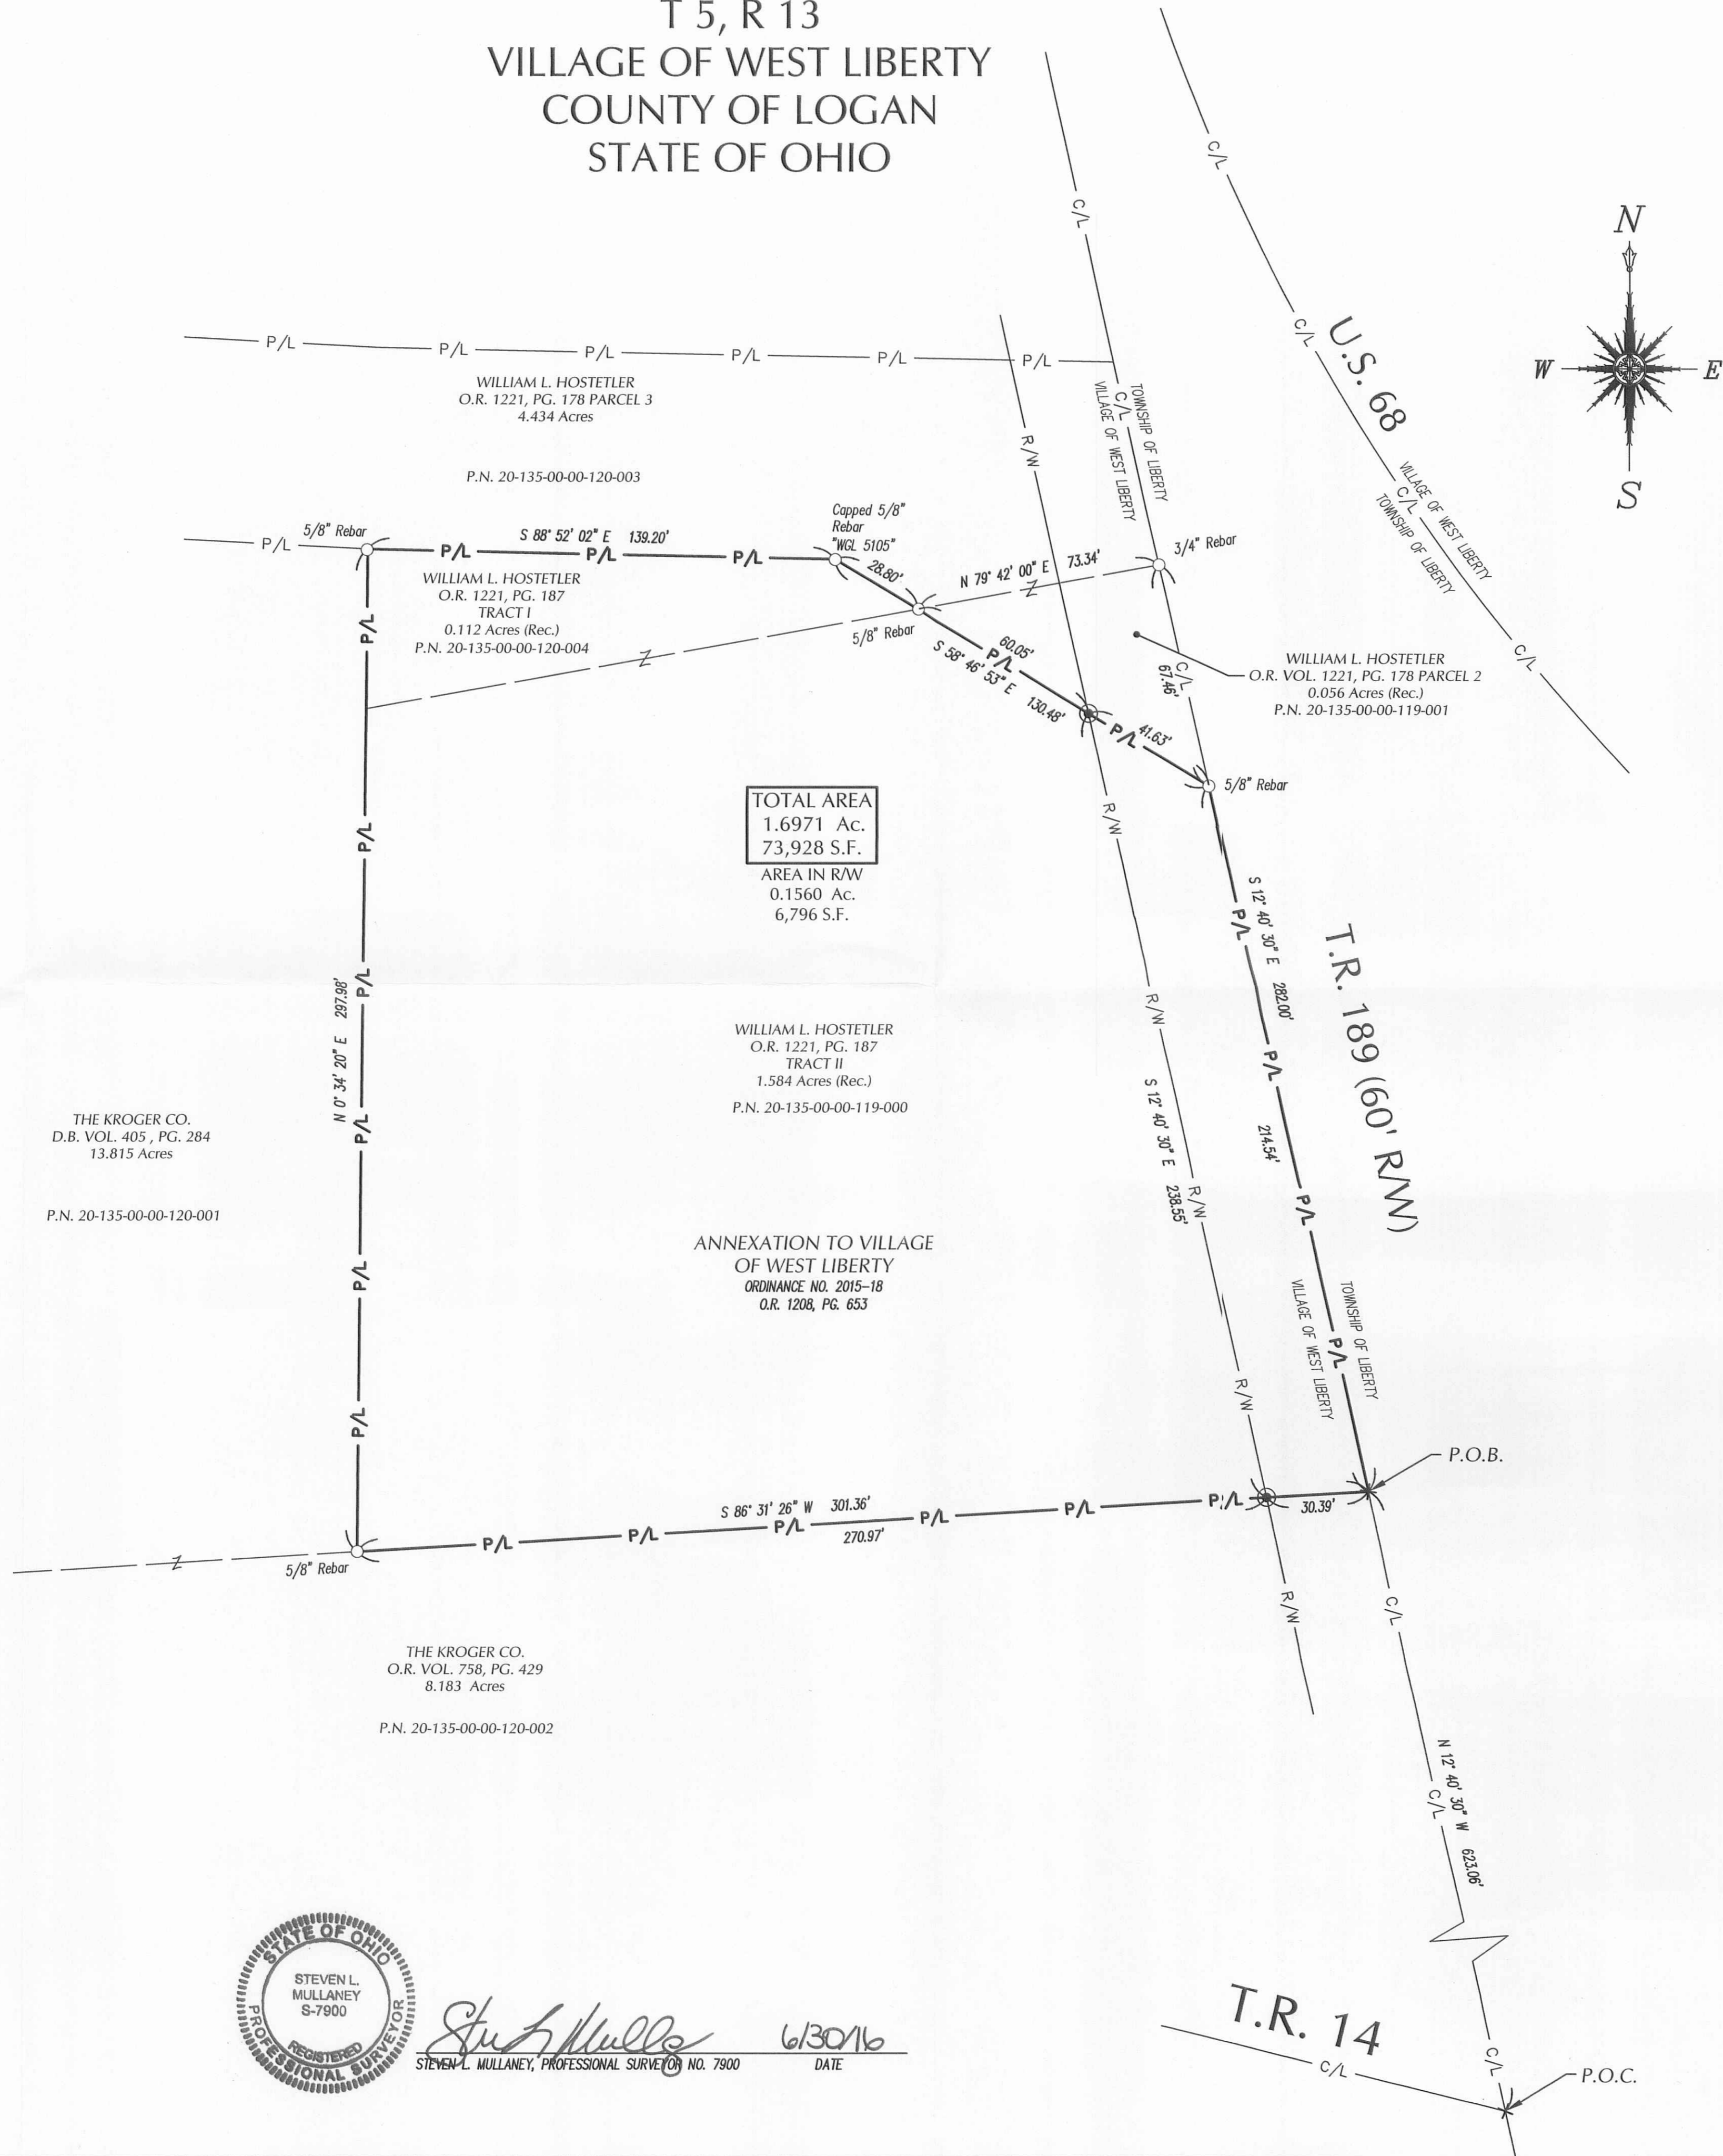 T 5, R 13
VILLAGE OF WEST LIBERTY
COUNTY OF LOGAN
STATE OF OHIO
C/L
C/L
N
W
E
S
C/L
U.S. 68
P/L
P/L
P/L
P/L
P/L
P/L
WILLIAM L. HOSTETLER
O.R. 1221, PG. 178 PARCEL 3
4.434 Acres
P.N. 20-135-00-00-120-003
R/W
TOWNSHIP OF LIBERTY
C/L
VILLAGE OF WEST LIBERTY
VILLAGE OF WEST LIBERTY
C/L
TOWNSHIP OF LIBERTY
C/L
P/L
5/8" Rebar
P/L
S 88° 52' 02" E 139.20'
P/L
P/L
Capped 5/8"
Rebar
"WGL 5105"
28.80'
N 79° 42' 00" E 73.34'
Z
3/4" Rebar
WILLIAM L. HOSTETLER
O.R. 1221, PG. 187
TRACT I
0.112 Acres (Rec.)
P.N. 20-135-00-00-120-004
P/L
Z
5/8" Rebar
60.05'
P/L
S 58° 46' 53" E 130.48'
C/L
67.46'
WILLIAM L. HOSTETLER
O.R. VOL. 1221, PG. 178 PARCEL 2
0.056 Acres (Rec.)
P.N. 20-135-00-00-119-001
P/L
41.63'
5/8" Rebar
TOTAL AREA
1.6971 Ac.
73,928 S.F.
AREA IN R/W
0.1560 Ac.
6,796 S.F.
R/W
P/L
P/L
S 12° 40' 30" E 282.00'
T.R. 189 (60' R/W)
P/L
N 0° 34' 20" E 297.98'
P/L
R/W
P/L
214.54'
S 12° 40' 30" E 238.55'
R/W
P/L
WILLIAM L. HOSTETLER
O.R. 1221, PG. 187
TRACT II
1.584 Acres (Rec.)
P.N. 20-135-00-00-119-000
THE KROGER CO.
D.B. VOL. 405 , PG. 284
13.815 Acres
P.N. 20-135-00-00-120-001
ANNEXATION TO VILLAGE
OF WEST LIBERTY
ORDINANCE NO. 2015-18
O.R. 1208, PG. 653
P/L
P/L
TOWNSHIP OF LIBERTY
P/L
VILLAGE OF WEST LIBERTY
R/W
P.O.B.
S 86° 31' 26" W 301.36'
P/L
P/L
P/L
P/L
P/L
P/L
270.97'
30.39'
Z
5/8" Rebar
R/W
C/L
THE KROGER CO.
O.R. VOL. 758, PG. 429
8.183 Acres
P.N. 20-135-00-00-120-002
N 12° 40' 30" W 623.06'
C/L
STATE OF OHIO
STEVEN L.
MULLANEY
S-7900
REGISTERED
PROFESSIONAL SURVEYOR
6/30/16
STEVEN L. MULLANEY, PROFESSIONAL SURVEYOR NO. 7900
DATE
T.R. 14
C/L
C/L
P.O.C.